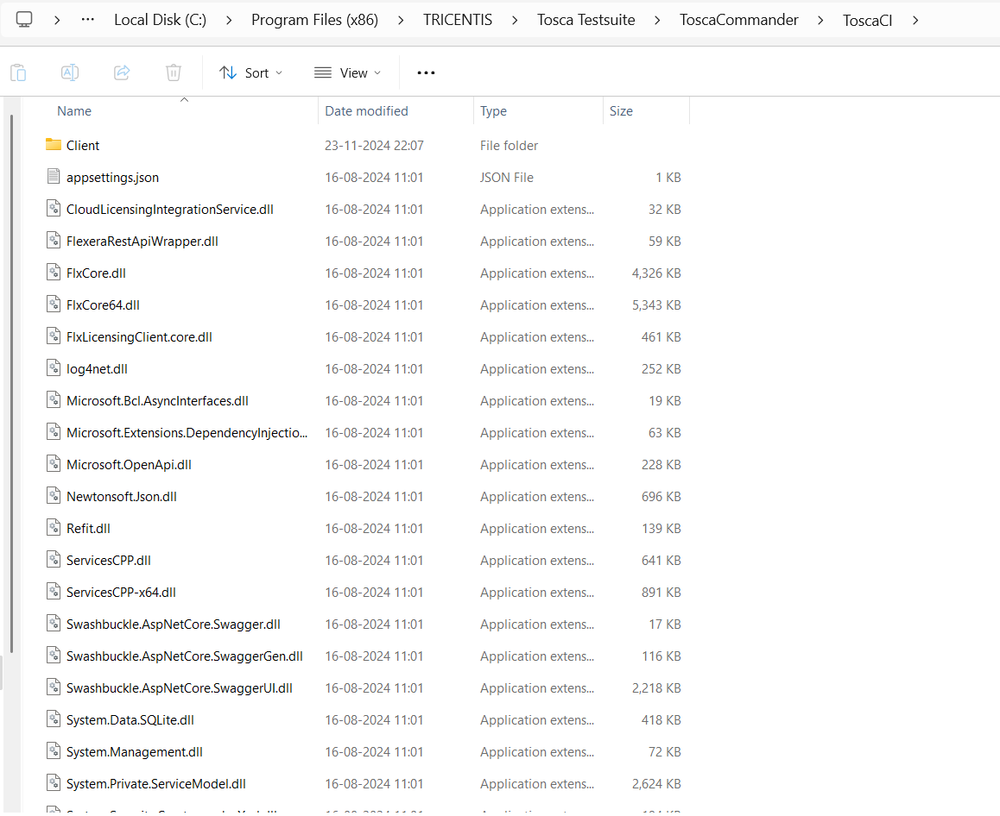 Local Disk (C:) Program Files (x86) TRICENTIS Tosca Testsuite ToscaCommander ToscaCI
Sort View
Name Date modified Type Size
Client 23-11-2024 22:07 File folder
appsettings.json 16-08-2024 11:01 JSON File 1 KB
CloudLicensingIntegrationService.dll 16-08-2024 11:01 Application extens... 32 KB
FlexeraRestApiWrapper.dll 16-08-2024 11:01 Application extens... 59 KB
FlxCore.dll 16-08-2024 11:01 Application extens... 4,326 KB
FlxCore64.dll 16-08-2024 11:01 Application extens... 5,343 KB
FlxLicensingClient.core.dll 16-08-2024 11:01 Application extens... 461 KB
log4net.dll 16-08-2024 11:01 Application extens... 252 KB
Microsoft.Bcl.AsyncInterfaces.dll 16-08-2024 11:01 Application extens... 19 KB
Microsoft.Extensions.DependencyInjectio... 16-08-2024 11:01 Application extens... 63 KB
Microsoft.OpenApi.dll 16-08-2024 11:01 Application extens... 228 KB
Newtonsoft.Json.dll 16-08-2024 11:01 Application extens... 696 KB
Refit.dll 16-08-2024 11:01 Application extens... 139 KB
ServicesCPP.dll 16-08-2024 11:01 Application extens... 641 KB
ServicesCPP-x64.dll 16-08-2024 11:01 Application extens... 891 KB
Swashbuckle.AspNetCore.Swagger.dll 16-08-2024 11:01 Application extens... 17 KB
Swashbuckle.AspNetCore.SwaggerGen.dll 16-08-2024 11:01 Application extens... 116 KB
Swashbuckle.AspNetCore.SwaggerUI.dll 16-08-2024 11:01 Application extens... 2,218 KB
System.Data.SQLite.dll 16-08-2024 11:01 Application extens... 418 KB
System.Management.dll 16-08-2024 11:01 Application extens... 72 KB
System.Private.ServiceModel.dll 16-08-2024 11:01 Application extens... 2,624 KB